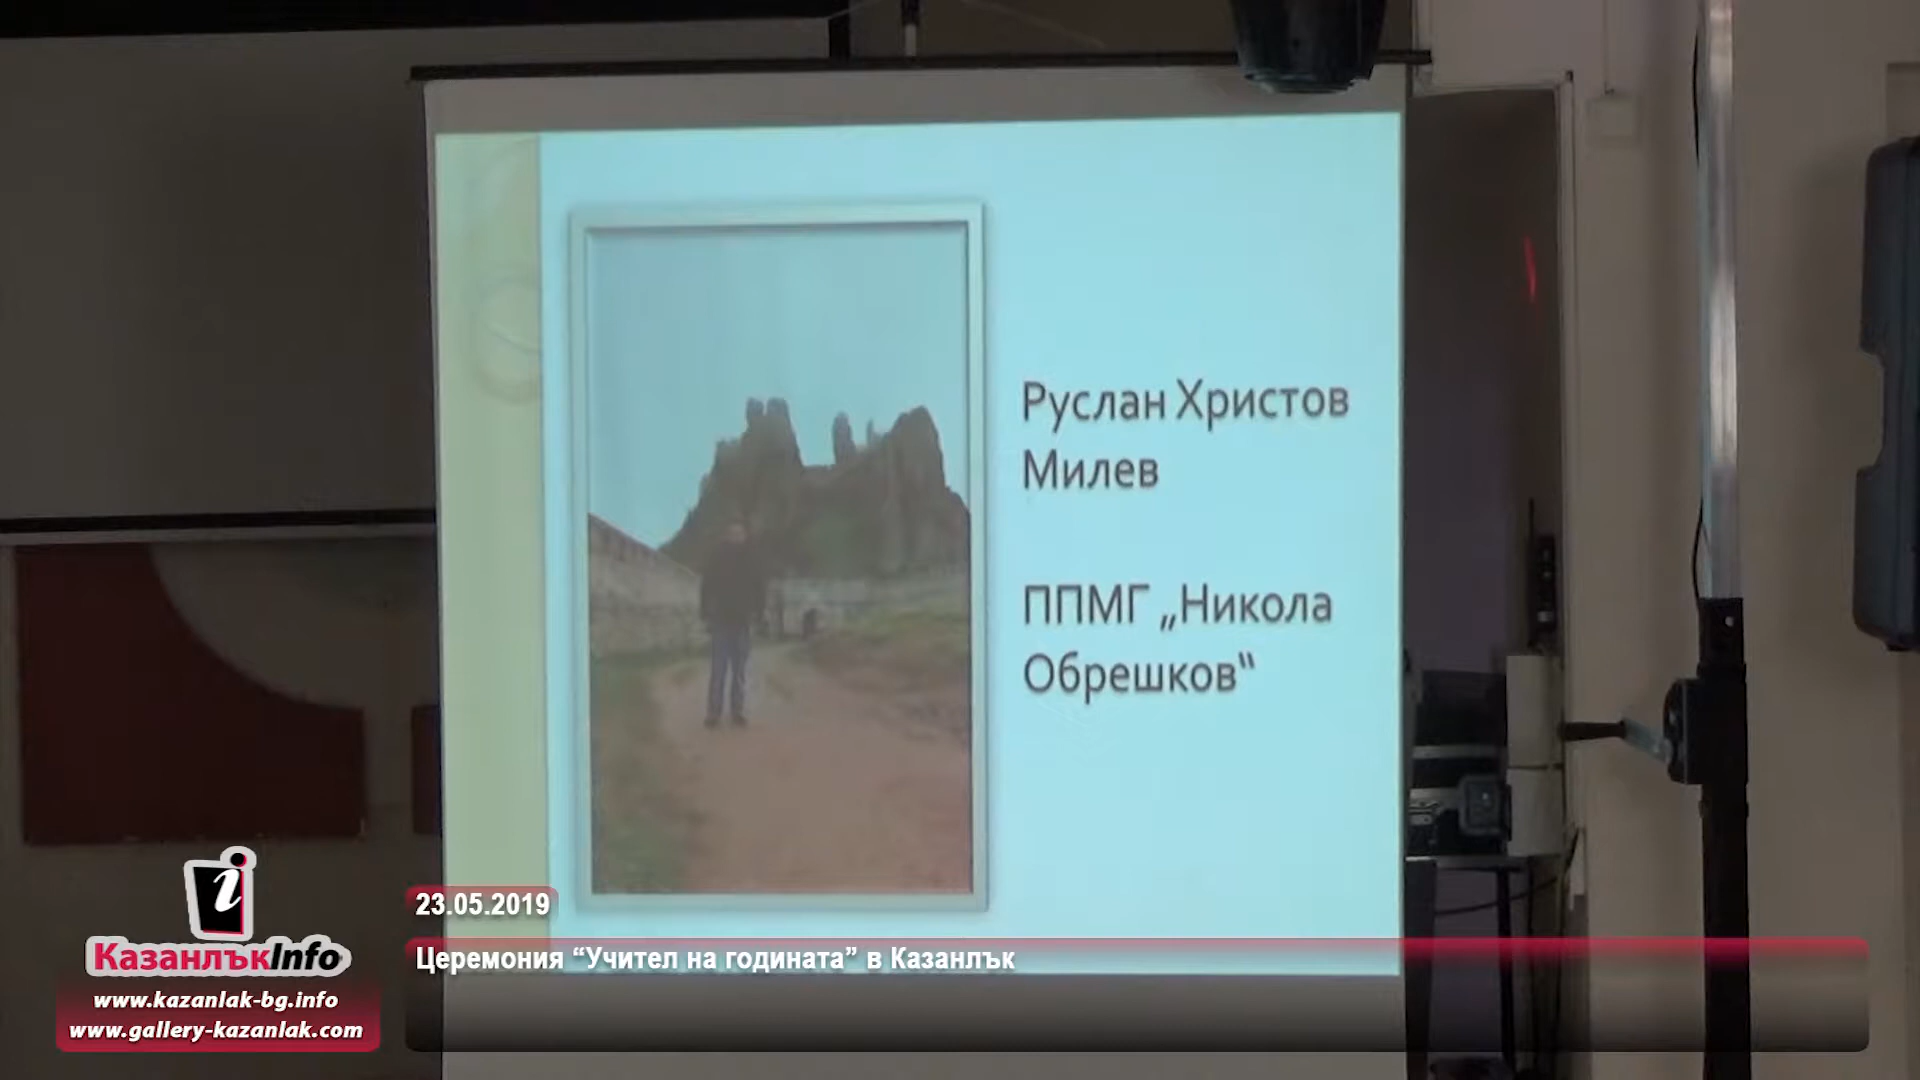 Руслан Христов
Милев
ППМГ „Никола
Обрешков“
23.05.2019
Церемония “Учител на годината” в Казанлък
i
КазанлъкInfo
www.kazanlak-bg.info
www.gallery-kazanlak.com